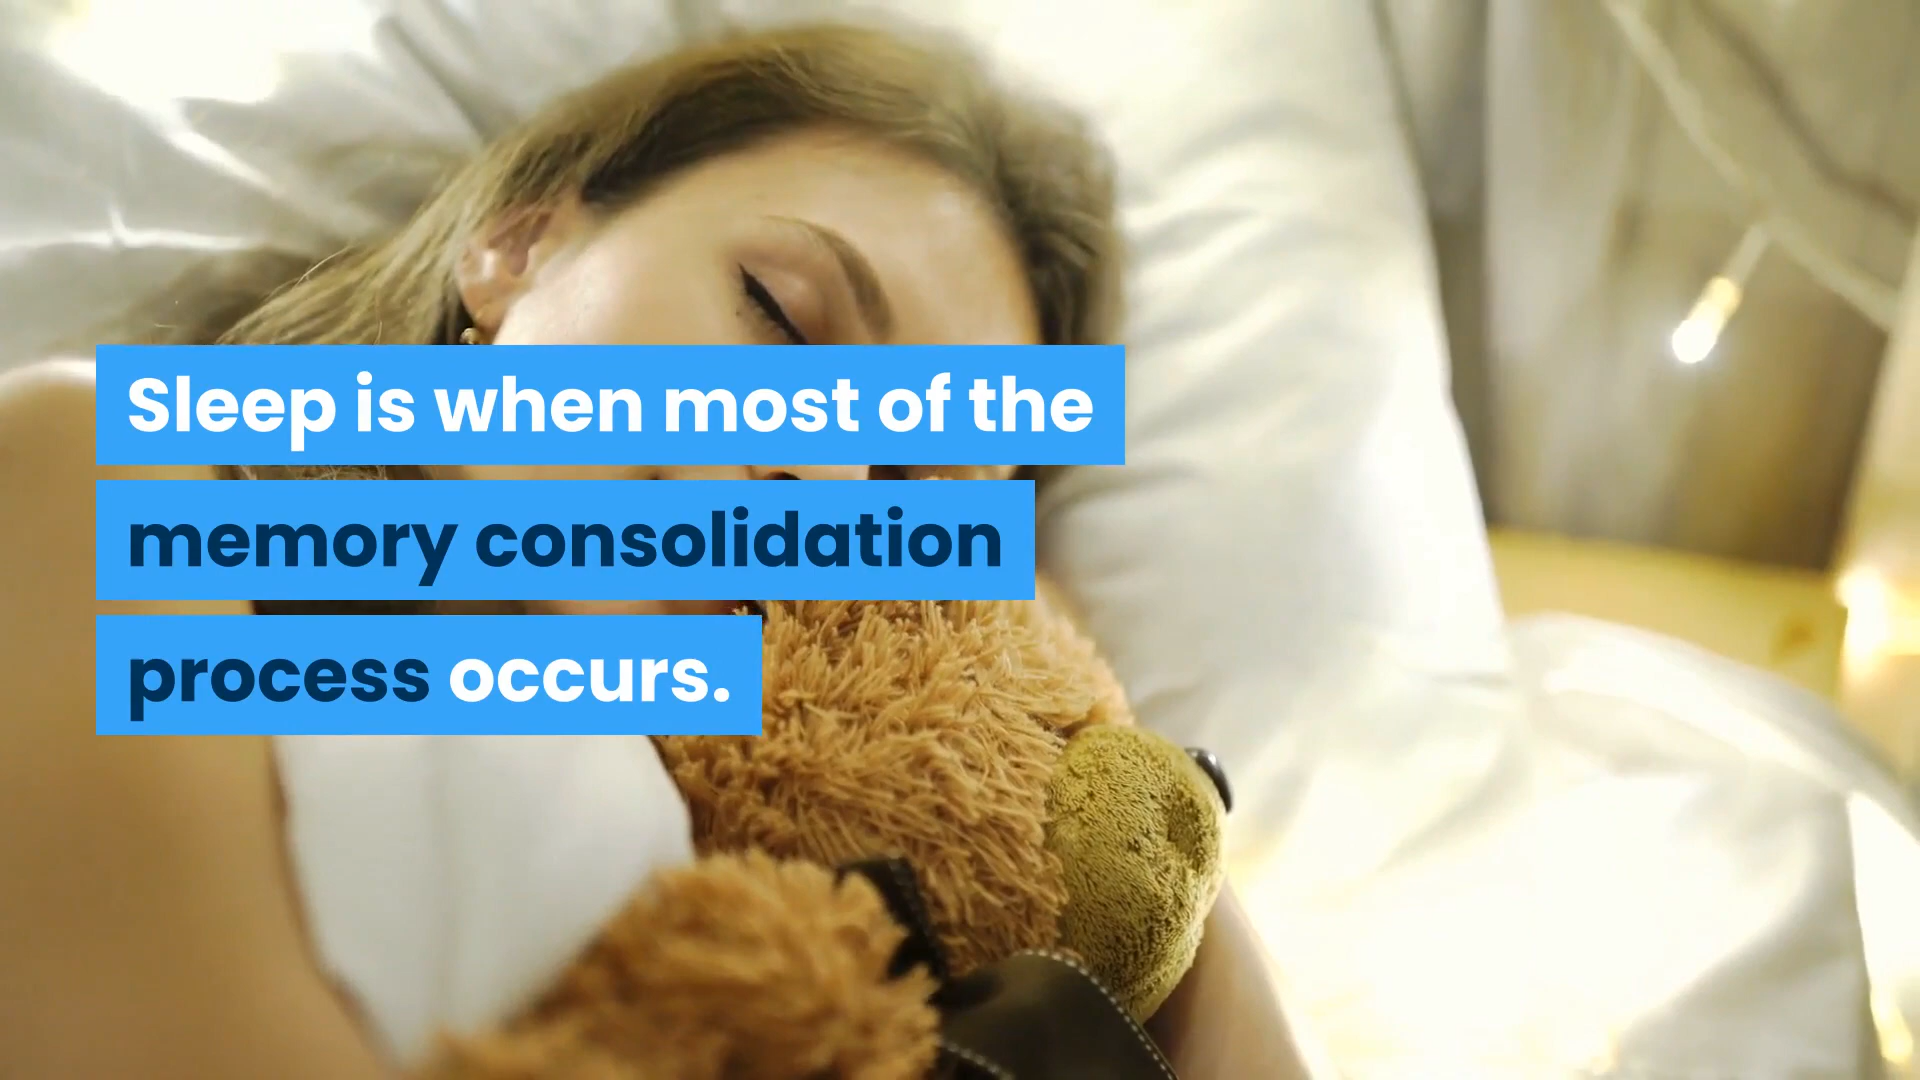 Sleep is when most of the
memory consolidation
process occurs.